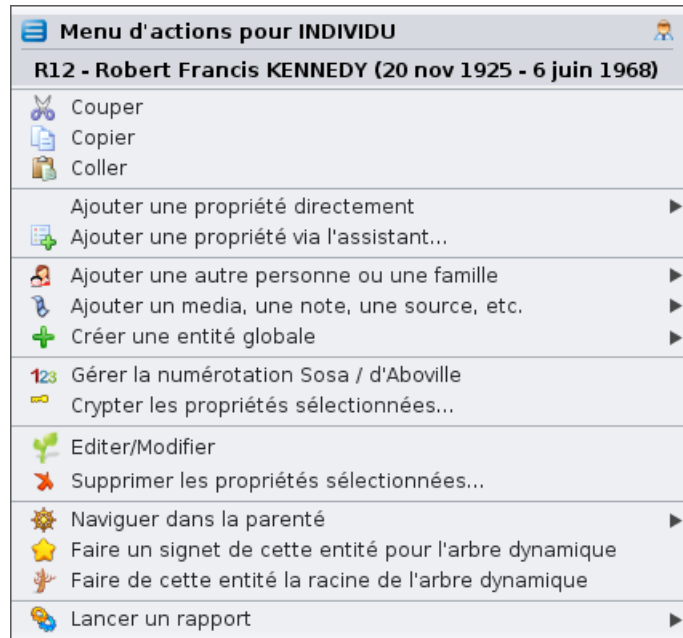 Menu d'actions pour INDIVIDU
R12 - Robert Francis KENNEDY (20 nov 1925 - 6 juin 1968)
Couper
Copier
Coller
Ajouter une propriété directement
Ajouter une propriété via l'assistant...
Ajouter une autre personne ou une famille
Ajouter un media, une note, une source, etc.
Créer une entité globale
123 Gérer la numérotation Sosa / d'Aboville
Crypter les propriétés sélectionnées...
Editer/Modifier
Supprimer les propriétés sélectionnées...
Naviguer dans la parenté
Faire un signet de cette entité pour l'arbre dynamique
Faire de cette entité la racine de l'arbre dynamique
Lancer un rapport